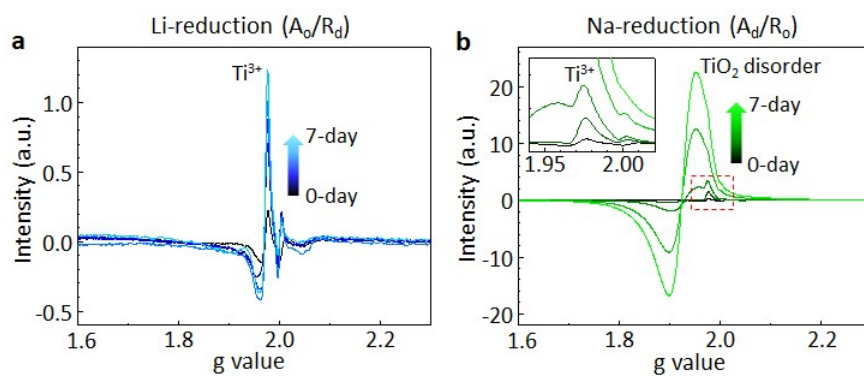 a
Li-reduction (Aₒ/R_d)
Ti³⁺
7-day
0-day
1.0
0.5
0.0
-0.5
Intensity (a.u.)
1.6
1.8
2.0
2.2
g value
b
Na-reduction (A_d/Rₒ)
Ti³⁺
1.95
2.00
TiO₂ disorder
7-day
0-day
20
10
0
-10
-20
Intensity (a.u.)
1.6
1.8
2.0
2.2
g value